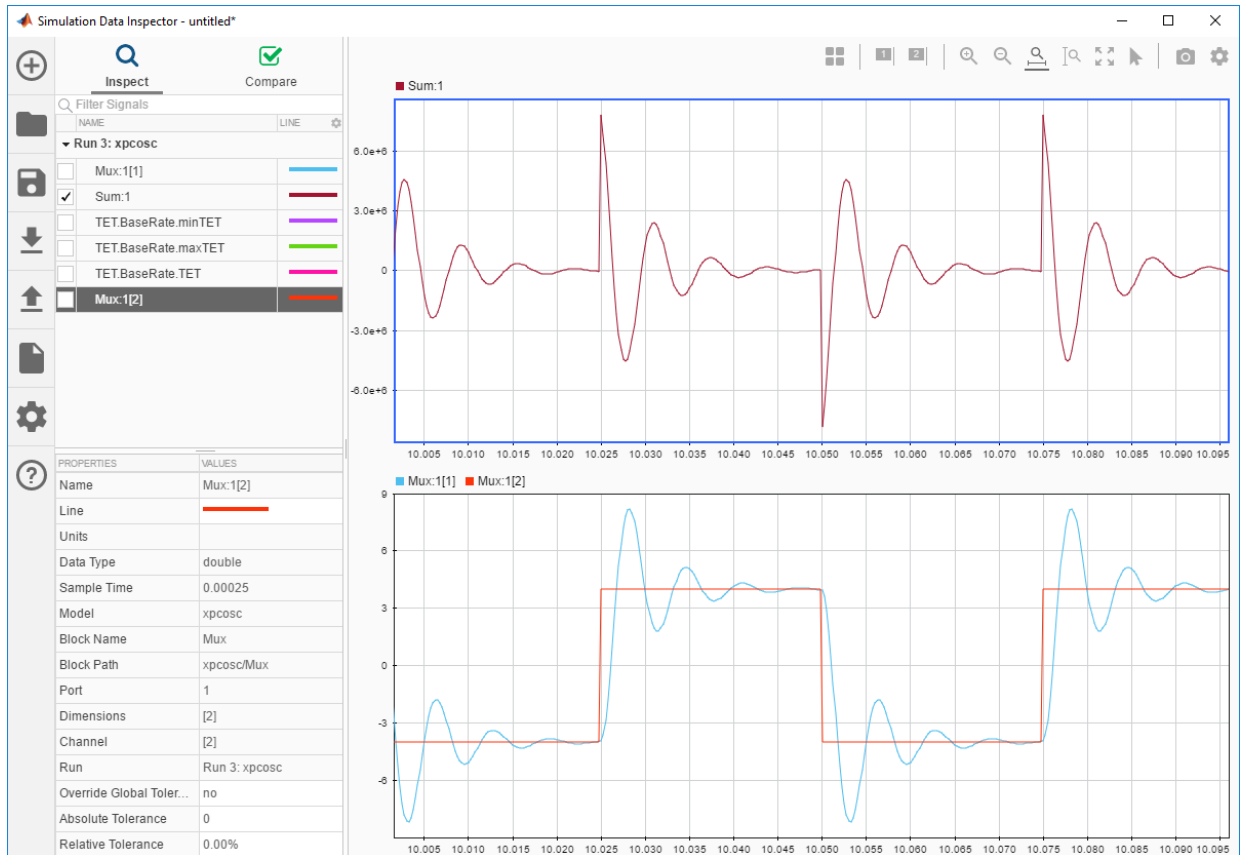 Simulation Data Inspector - untitled*
Inspect
Compare
Filter Signals
NAME LINE
Run 3: xpcosc
Mux:1[1]
Sum:1
TET.BaseRate.minTET
TET.BaseRate.maxTET
TET.BaseRate.TET
Mux:1[2]
PROPERTIES VALUES
Name Mux:1[2]
Line
Units
Data Type double
Sample Time 0.00025
Model xpcosc
Block Name Mux
Block Path xpcosc/Mux
Port 1
Dimensions [2]
Channel [2]
Run Run 3: xpcosc
Override Global Toler... no
Absolute Tolerance 0
Relative Tolerance 0.00%
1 2
Sum:1
6.0e+6
3.0e+6
0
-3.0e+6
-6.0e+6
10.005 10.010 10.015 10.020 10.025 10.030 10.035 10.040 10.045 10.050 10.055 10.060 10.065 10.070 10.075 10.080 10.085 10.090 10.095
Mux:1[1] Mux:1[2]
9
6
3
0
-3
-6
10.005 10.010 10.015 10.020 10.025 10.030 10.035 10.040 10.045 10.050 10.055 10.060 10.065 10.070 10.075 10.080 10.085 10.090 10.095